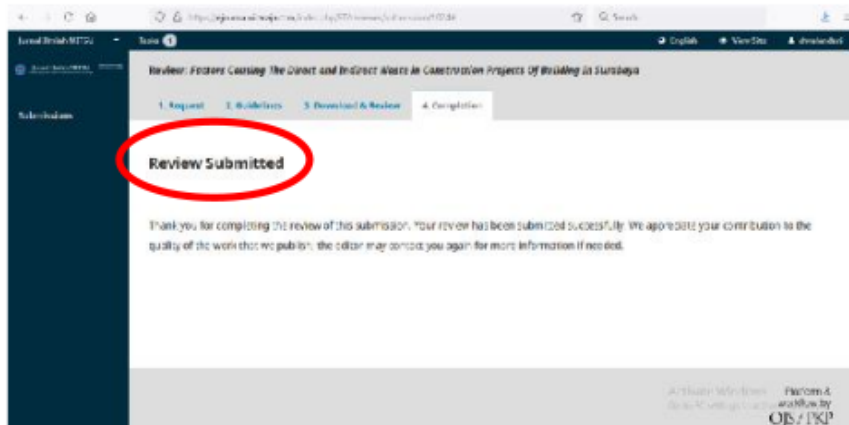 Tasks 1
English View Site
Review: Factors Causing The Direct and Indirect Waste in Construction Projects Of Building In Surabaya
1. Request 2. Guidelines 3. Download & Review 4. Completion
Submissions
Review Submitted
Thank you for completing the review of this submission. Your review has been submitted successfully. We appreciate your contribution to the
quality of the work that we publish; the editor may contact you again for more information if needed.
Activate Windows
Platform &
workflow by
OJS / PKP